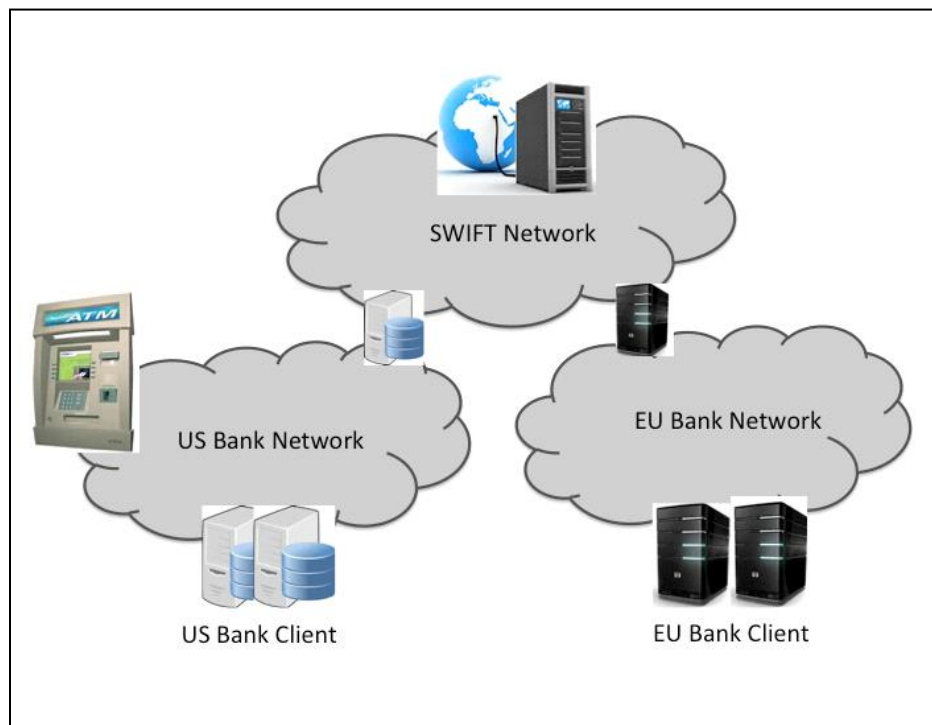 SWIFT Network
ATM
US Bank Network
EU Bank Network
US Bank Client
EU Bank Client